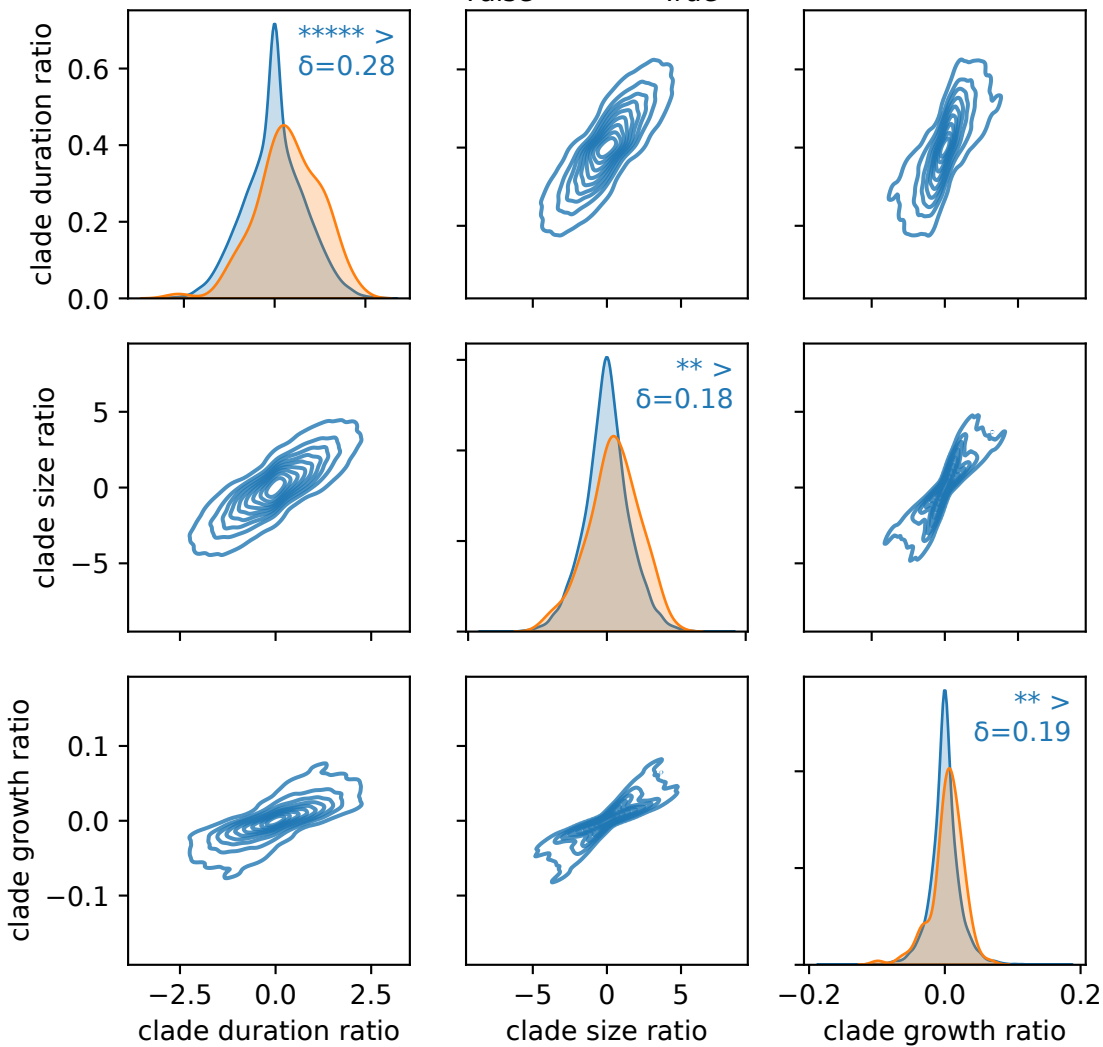 ***** >
δ=0.28
clade duration ratio
0.6
0.4
0.2
0.0
−5
5
** >
δ=0.18
clade size ratio
5
0
−5
** >
δ=0.19
clade growth ratio
0.1
0.0
−0.1
−2.5 0.0 2.5
−5 0 5
−0.2 0.0 0.2
clade duration ratio
clade size ratio
clade growth ratio